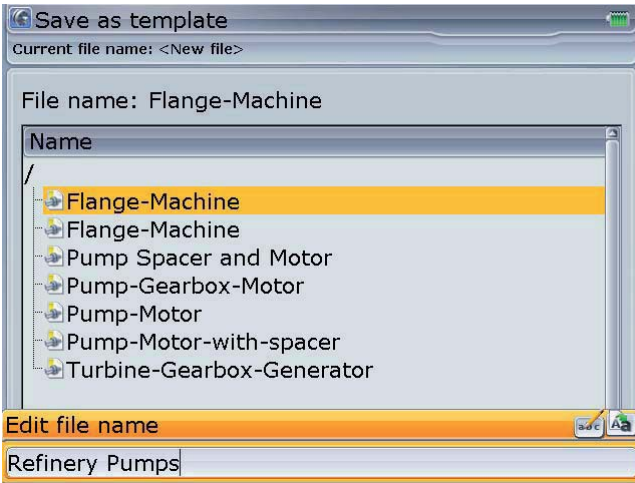 Save as template
Current file name: <New file>
File name: Flange-Machine
Name
/
Flange-Machine
Flange-Machine
Pump Spacer and Motor
Pump-Gearbox-Motor
Pump-Motor
Pump-Motor-with-spacer
Turbine-Gearbox-Generator
Edit file name
abc Aa
Refinery Pumps